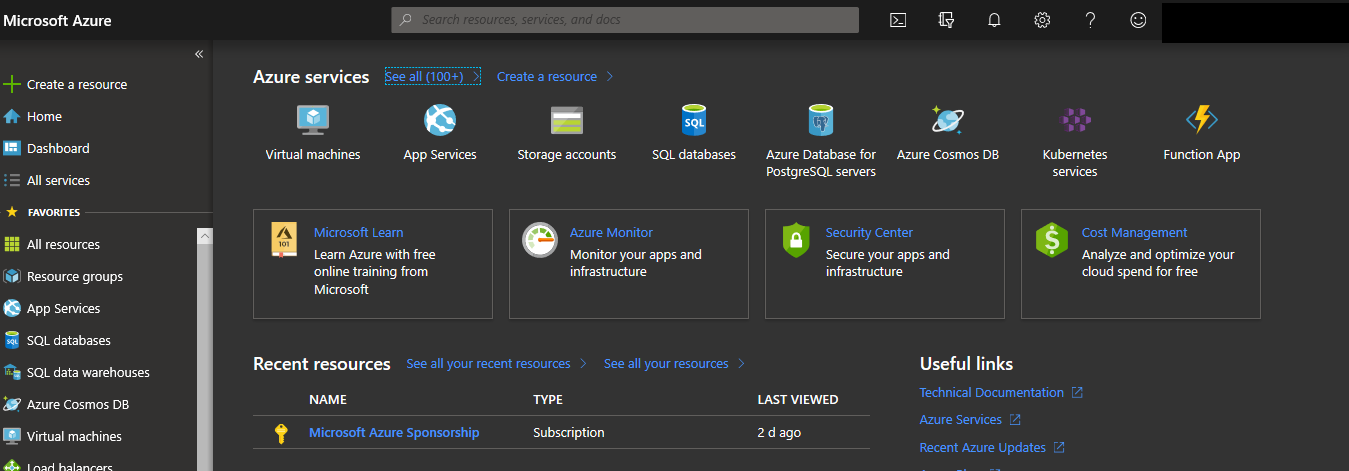 Microsoft Azure
Search resources, services, and docs
Create a resource
Home
Dashboard
All services
FAVORITES
All resources
Resource groups
App Services
SQL databases
SQL data warehouses
Azure Cosmos DB
Virtual machines
Load balancers
Azure services
See all (100+)
Create a resource
Virtual machines
App Services
Storage accounts
SQL
SQL databases
Azure Database for
PostgreSQL servers
Azure Cosmos DB
Kubernetes
services
Function App
101
Microsoft Learn
Learn Azure with free
online training from
Microsoft
Azure Monitor
Monitor your apps and
infrastructure
Security Center
Secure your apps and
infrastructure
Cost Management
Analyze and optimize your
cloud spend for free
Recent resources
See all your recent resources
See all your resources
NAME TYPE LAST VIEWED
Microsoft Azure Sponsorship Subscription 2 d ago
Useful links
Technical Documentation
Azure Services
Recent Azure Updates